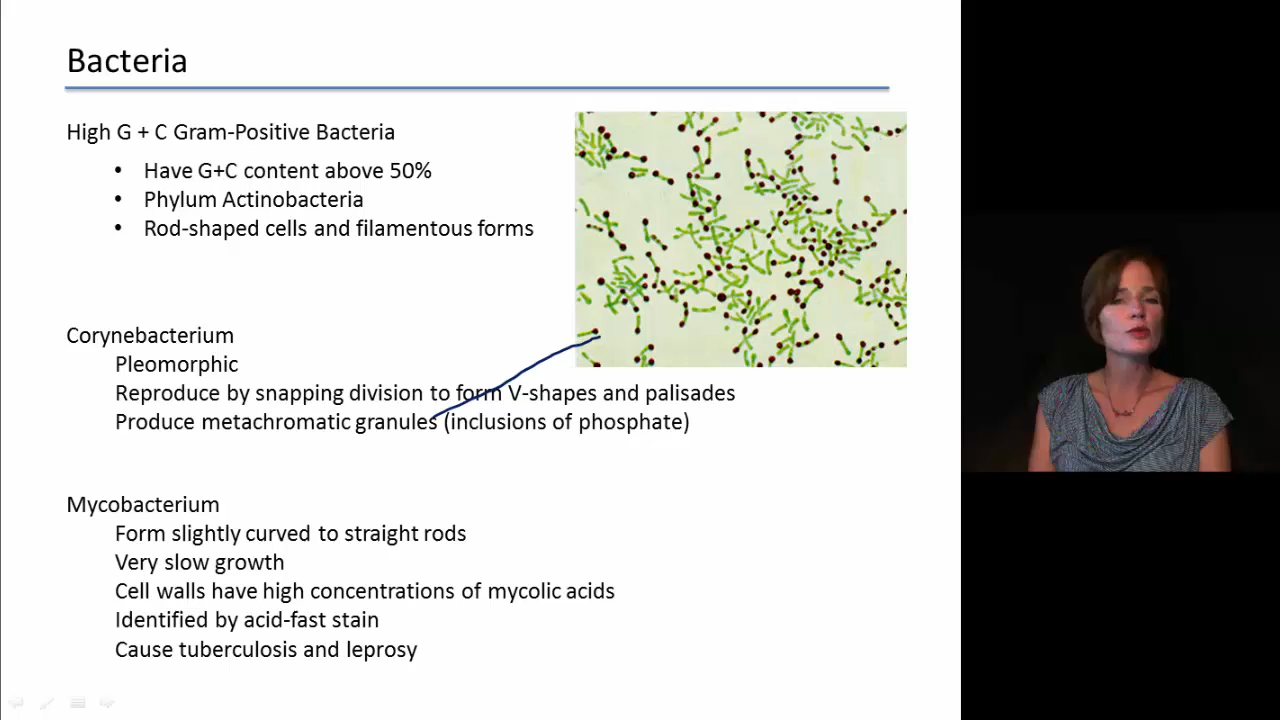 Bacteria
High G + C Gram-Positive Bacteria
• Have G+C content above 50%
• Phylum Actinobacteria
• Rod-shaped cells and filamentous forms
Corynebacterium
Pleomorphic
Reproduce by snapping division to form V-shapes and palisades
Produce metachromatic granules (inclusions of phosphate)
Mycobacterium
Form slightly curved to straight rods
Very slow growth
Cell walls have high concentrations of mycolic acids
Identified by acid-fast stain
Cause tuberculosis and leprosy